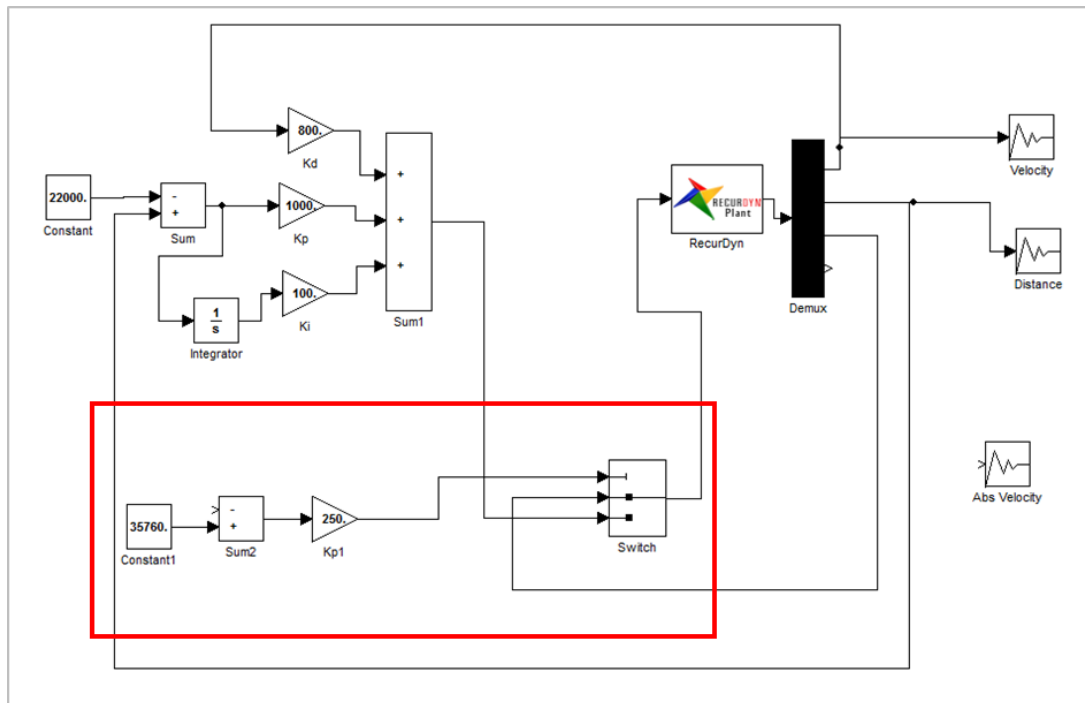 800.
Kd
22000.
Constant
-
+
Sum
1000.
Kp
1
s
Integrator
100.
Ki
+
+
+
Sum1
RECURDYN
Plant
RecurDyn
Demux
Velocity
Distance
35760.
Constant1
-
+
Sum2
250.
Kp1
Switch
Abs Velocity